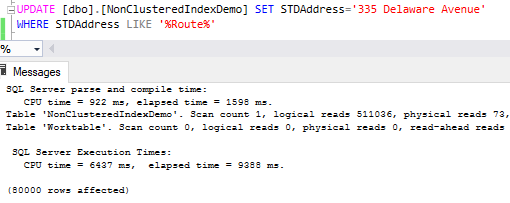 UPDATE [dbo].[NonClusteredIndexDemo] SET STDAddress='335 Delaware Avenue'
WHERE STDAddress LIKE '%Route%'
%
Messages
SQL Server parse and compile time:
CPU time = 922 ms, elapsed time = 1598 ms.
Table 'NonClusteredIndexDemo'. Scan count 1, logical reads 511036, physical reads 73,
Table 'Worktable'. Scan count 0, logical reads 0, physical reads 0, read-ahead reads
SQL Server Execution Times:
CPU time = 6437 ms,  elapsed time = 9388 ms.
(80000 rows affected)